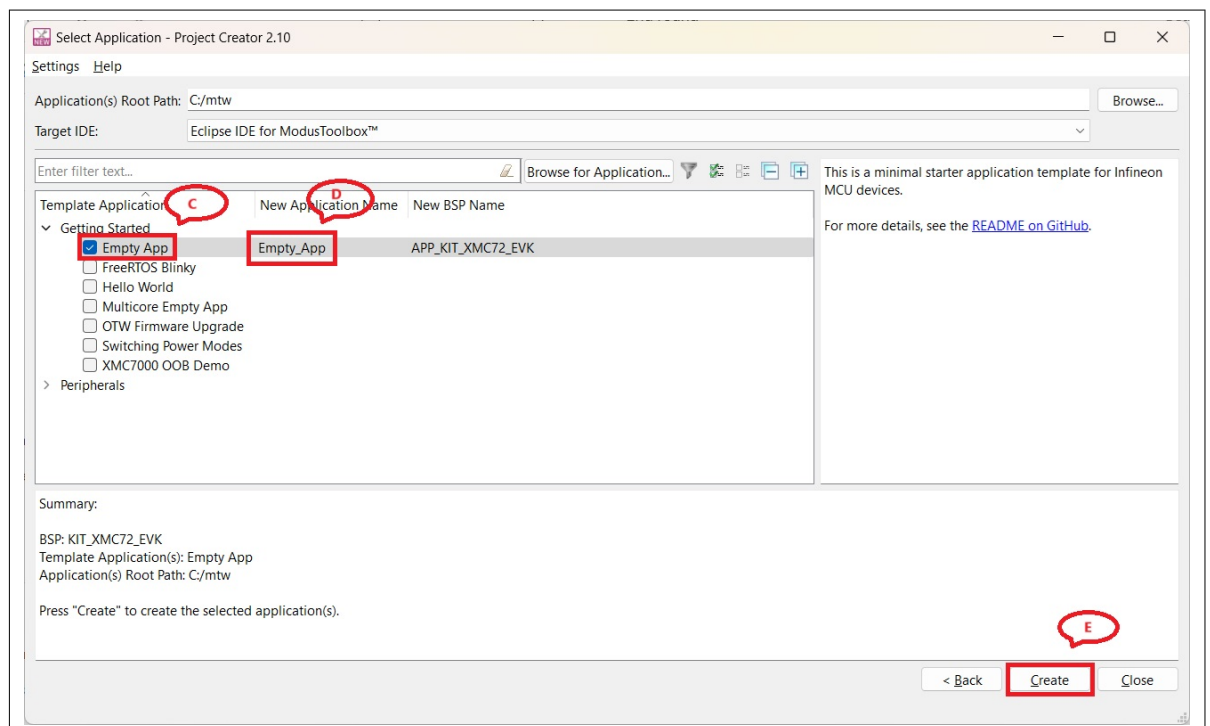 NEW Select Application - Project Creator 2.10
Settings Help
Application(s) Root Path: C:/mtw Browse...
Target IDE: Eclipse IDE for ModusToolbox™
Enter filter text... Browse for Application...
Template Application C New Application Name D New BSP Name
Getting Started
Empty App Empty_App APP_KIT_XMC72_EVK
FreeRTOS Blinky
Hello World
Multicore Empty App
OTW Firmware Upgrade
Switching Power Modes
XMC7000 OOB Demo
Peripherals
This is a minimal starter application template for Infineon
MCU devices.
For more details, see the README on GitHub.
Summary:
BSP: KIT_XMC72_EVK
Template Application(s): Empty App
Application(s) Root Path: C:/mtw
Press "Create" to create the selected application(s).
E
< Back Create Close